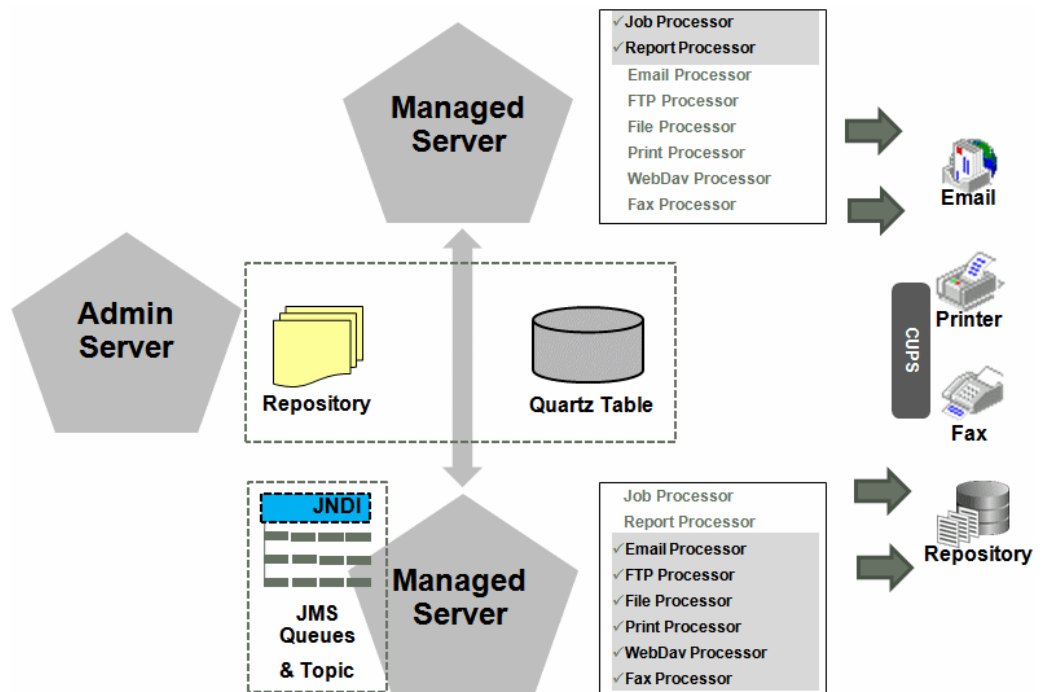 Managed
Server
✓Job Processor
✓Report Processor
Email Processor
FTP Processor
File Processor
Print Processor
WebDav Processor
Fax Processor
Email
Admin
Server
Repository
Quartz Table
CUPS
Printer
Fax
JNDI
JMS
Queues
& Topic
Managed
Server
Job Processor
Report Processor
✓Email Processor
✓FTP Processor
✓File Processor
✓Print Processor
✓WebDav Processor
✓Fax Processor
Repository